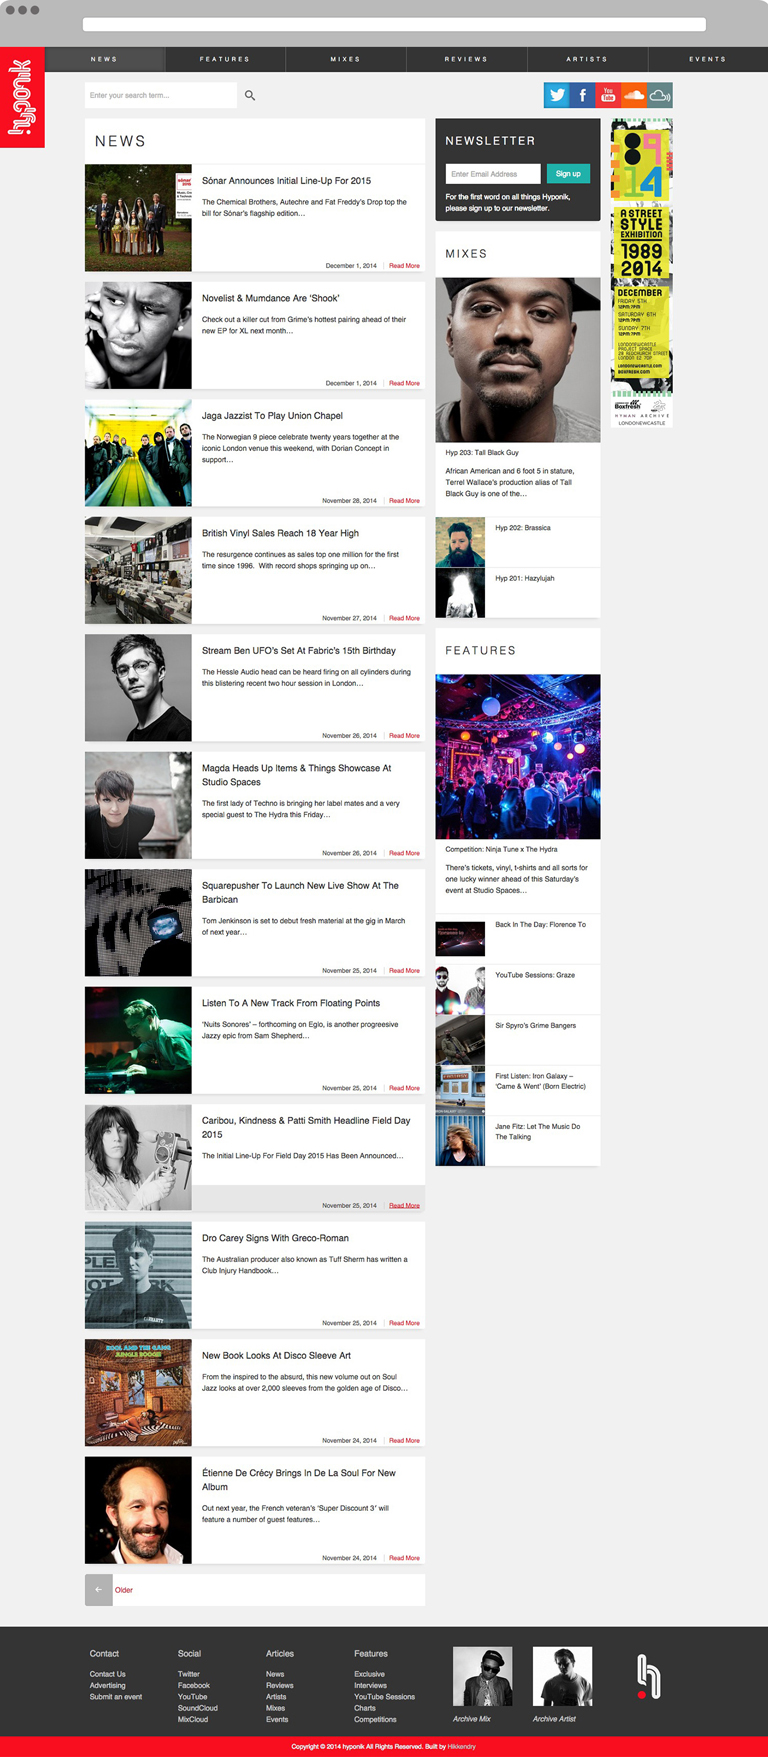 hyponik
NEWS
FEATURES
MIXES
REVIEWS
ARTISTS
EVENTS
Enter your search term...
You
Tube
NEWS
Sónar Announces Initial Line-Up For 2015
The Chemical Brothers, Autechre and Fat Freddy's Drop top the
bill for Sónar's flagship edition…
December 1, 2014 | Read More
Novelist & Mumdance Are 'Shook'
Check out a killer cut from Grime's hottest pairing ahead of their
new EP for XL next month…
December 1, 2014 | Read More
Jaga Jazzist To Play Union Chapel
The Norwegian 9 piece celebrate twenty years together at the
iconic London venue this weekend, with Dorian Concept in
support…
November 28, 2014 | Read More
British Vinyl Sales Reach 18 Year High
The resurgence continues as sales top one million for the first
time since 1996.  With record shops springing up on…
November 27, 2014 | Read More
Stream Ben UFO's Set At Fabric's 15th Birthday
The Hessle Audio head can be heard firing on all cylinders during
this blistering recent two hour session in London…
November 26, 2014 | Read More
Magda Heads Up Items & Things Showcase At
Studio Spaces
The first lady of Techno is bringing her label mates and a very
special guest to The Hydra this Friday…
November 26, 2014 | Read More
Squarepusher To Launch New Live Show At The
Barbican
Tom Jenkinson is set to debut fresh material at the gig in March
of next year…
November 25, 2014 | Read More
Listen To A New Track From Floating Points
'Nuits Sonores' – forthcoming on Eglo, is another progreesive
Jazzy epic from Sam Shepherd…
November 25, 2014 | Read More
Caribou, Kindness & Patti Smith Headline Field Day
2015
The Initial Line-Up For Field Day 2015 Has Been Announced…
November 25, 2014 | Read More
Dro Carey Signs With Greco-Roman
The Australian producer also known as Tuff Sherm has written a
Club Injury Handbook…
November 25, 2014 | Read More
KOOL AND THE GANG
JUNGLE BOOGIE
New Book Looks At Disco Sleeve Art
From the inspired to the absurd, this new volume out on Soul
Jazz looks at over 2,000 sleeves from the golden age of Disco…
November 24, 2014 | Read More
Étienne De Crécy Brings In De La Soul For New
Album
Out next year, the French veteran's 'Super Discount 3' will
feature a number of guest features…
November 24, 2014 | Read More
Older
NEWSLETTER
Enter Email Address
Sign up
For the first word on all things Hyponik,
please sign up to our newsletter.
MIXES
Hyp 203: Tall Black Guy
African American and 6 foot 5 in stature,
Terrel Wallace's production alias of Tall
Black Guy is one of the…
Hyp 202: Brassica
Hyp 201: Hazylujah
FEATURES
Competition: Ninja Tune x The Hydra
There's tickets, vinyl, t-shirts and all sorts for
one lucky winner ahead of this Saturday's
event at Studio Spaces…
Back In The Day: Florence To
YouTube Sessions: Graze
Sir Spyro's Grime Bangers
First Listen: Iron Galaxy –
'Came & Went' (Born Electric)
Jane Fitz: Let The Music Do
The Talking
89
14
A STREET
STYLE
EXHIBITION
1989
2014
DECEMBER
FRIDAY 5TH
12PM-7PM
SATURDAY 6TH
12PM-7PM
SUNDAY 7TH
12PM-7PM
LONDONEWCASTLE
PROJECT SPACE
28 REDCHURCH STREET
LONDON E2 7DP
LONDONEWCASTLE.COM
BOXFRESH.COM
Boxfresh
HYMAN ARCHIVE
LONDONEWCASTLE
Contact
Contact Us
Advertising
Submit an event
Social
Twitter
Facebook
YouTube
SoundCloud
MixCloud
Articles
News
Reviews
Artists
Mixes
Events
Features
Exclusive
Interviews
YouTube Sessions
Charts
Competitions
Archive Mix
Archive Artist
Copyright © 2014 hyponik All Rights Reserved. Built by Hikkendry